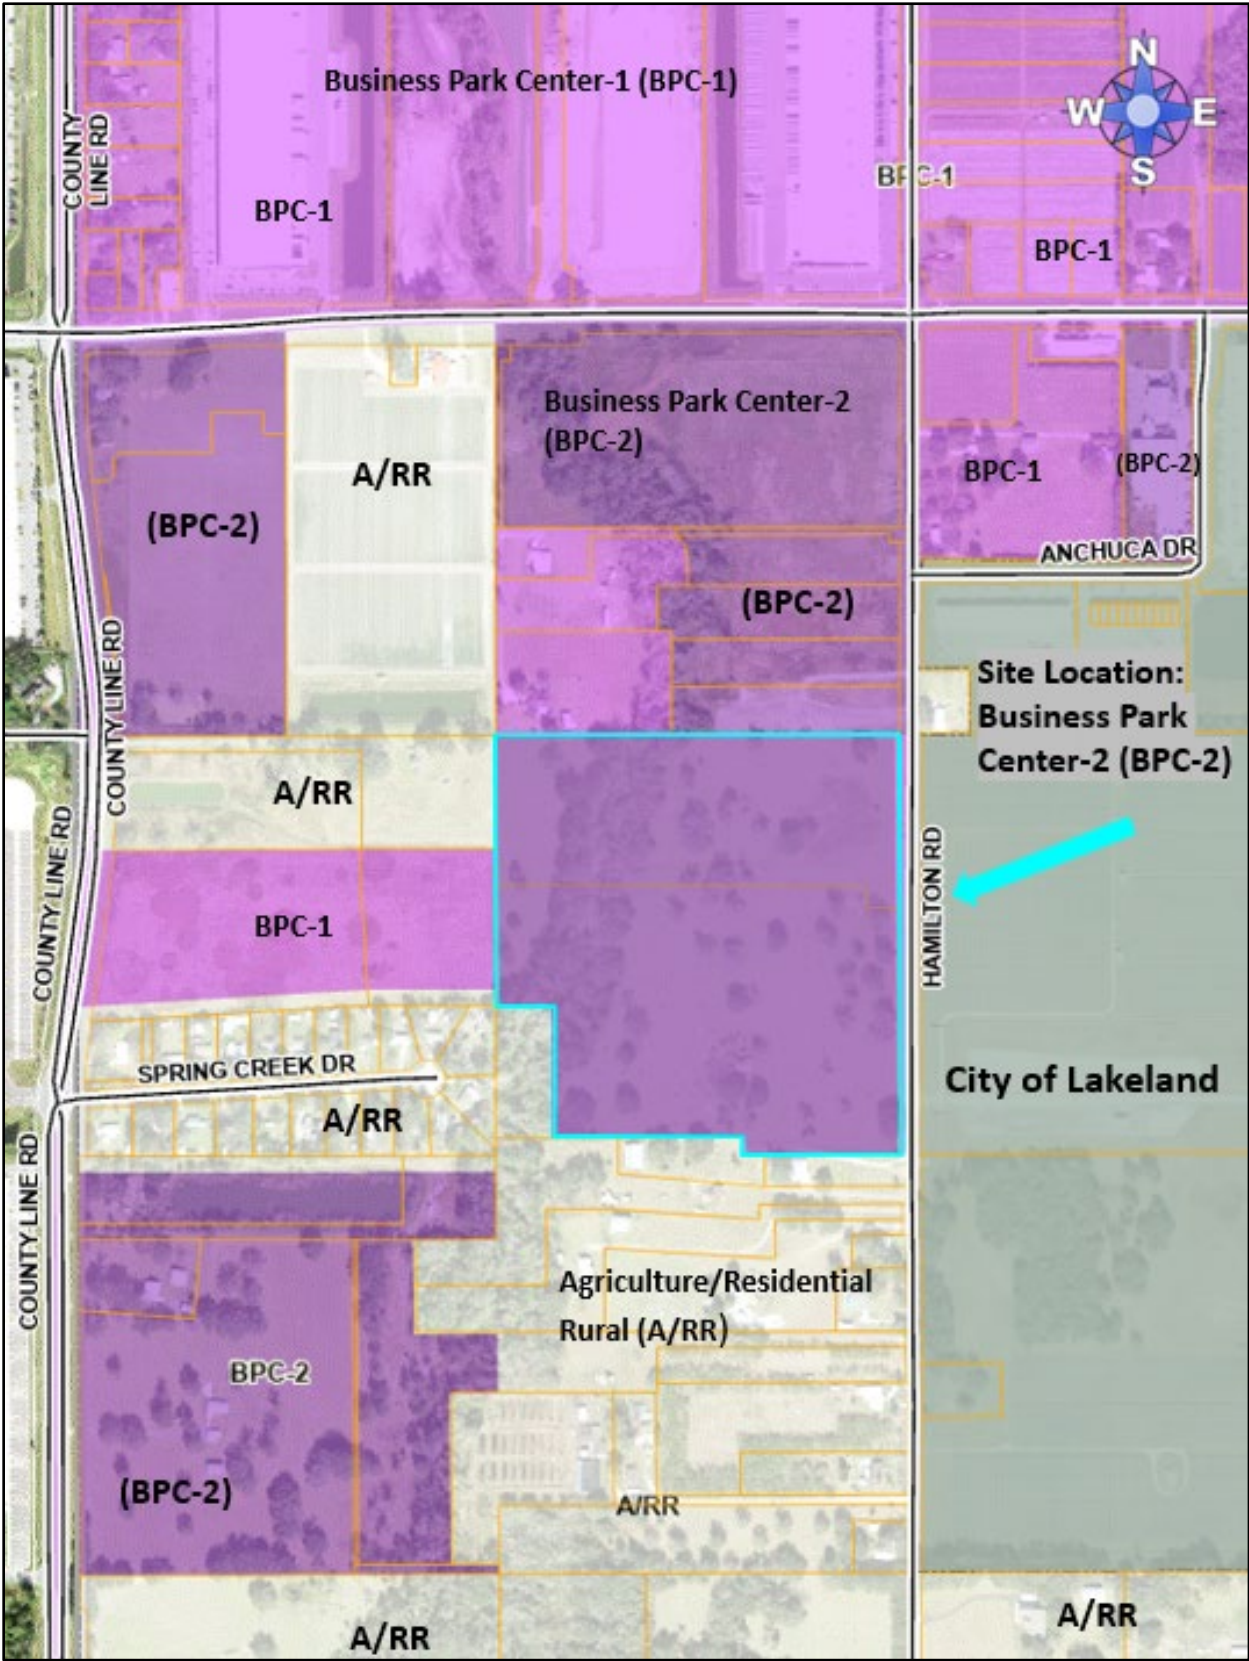 Business Park Center-1 (BPC-1)
N
W
E
S
COUNTY
LINE RD
BPC-1
BPC-1
BPC-1
Business Park Center-2
(BPC-2)
A/RR
(BPC-2)
BPC-1
(BPC-2)
ANCHUCA DR
(BPC-2)
COUNTY LINE RD
Site Location:
Business Park
Center-2 (BPC-2)
A/RR
COUNTY LINE RD
BPC-1
HAMILTON RD
SPRING CREEK DR
City of Lakeland
A/RR
COUNTY LINE RD
Agriculture/Residential
Rural (A/RR)
BPC-2
(BPC-2)
A/RR
A/RR
A/RR